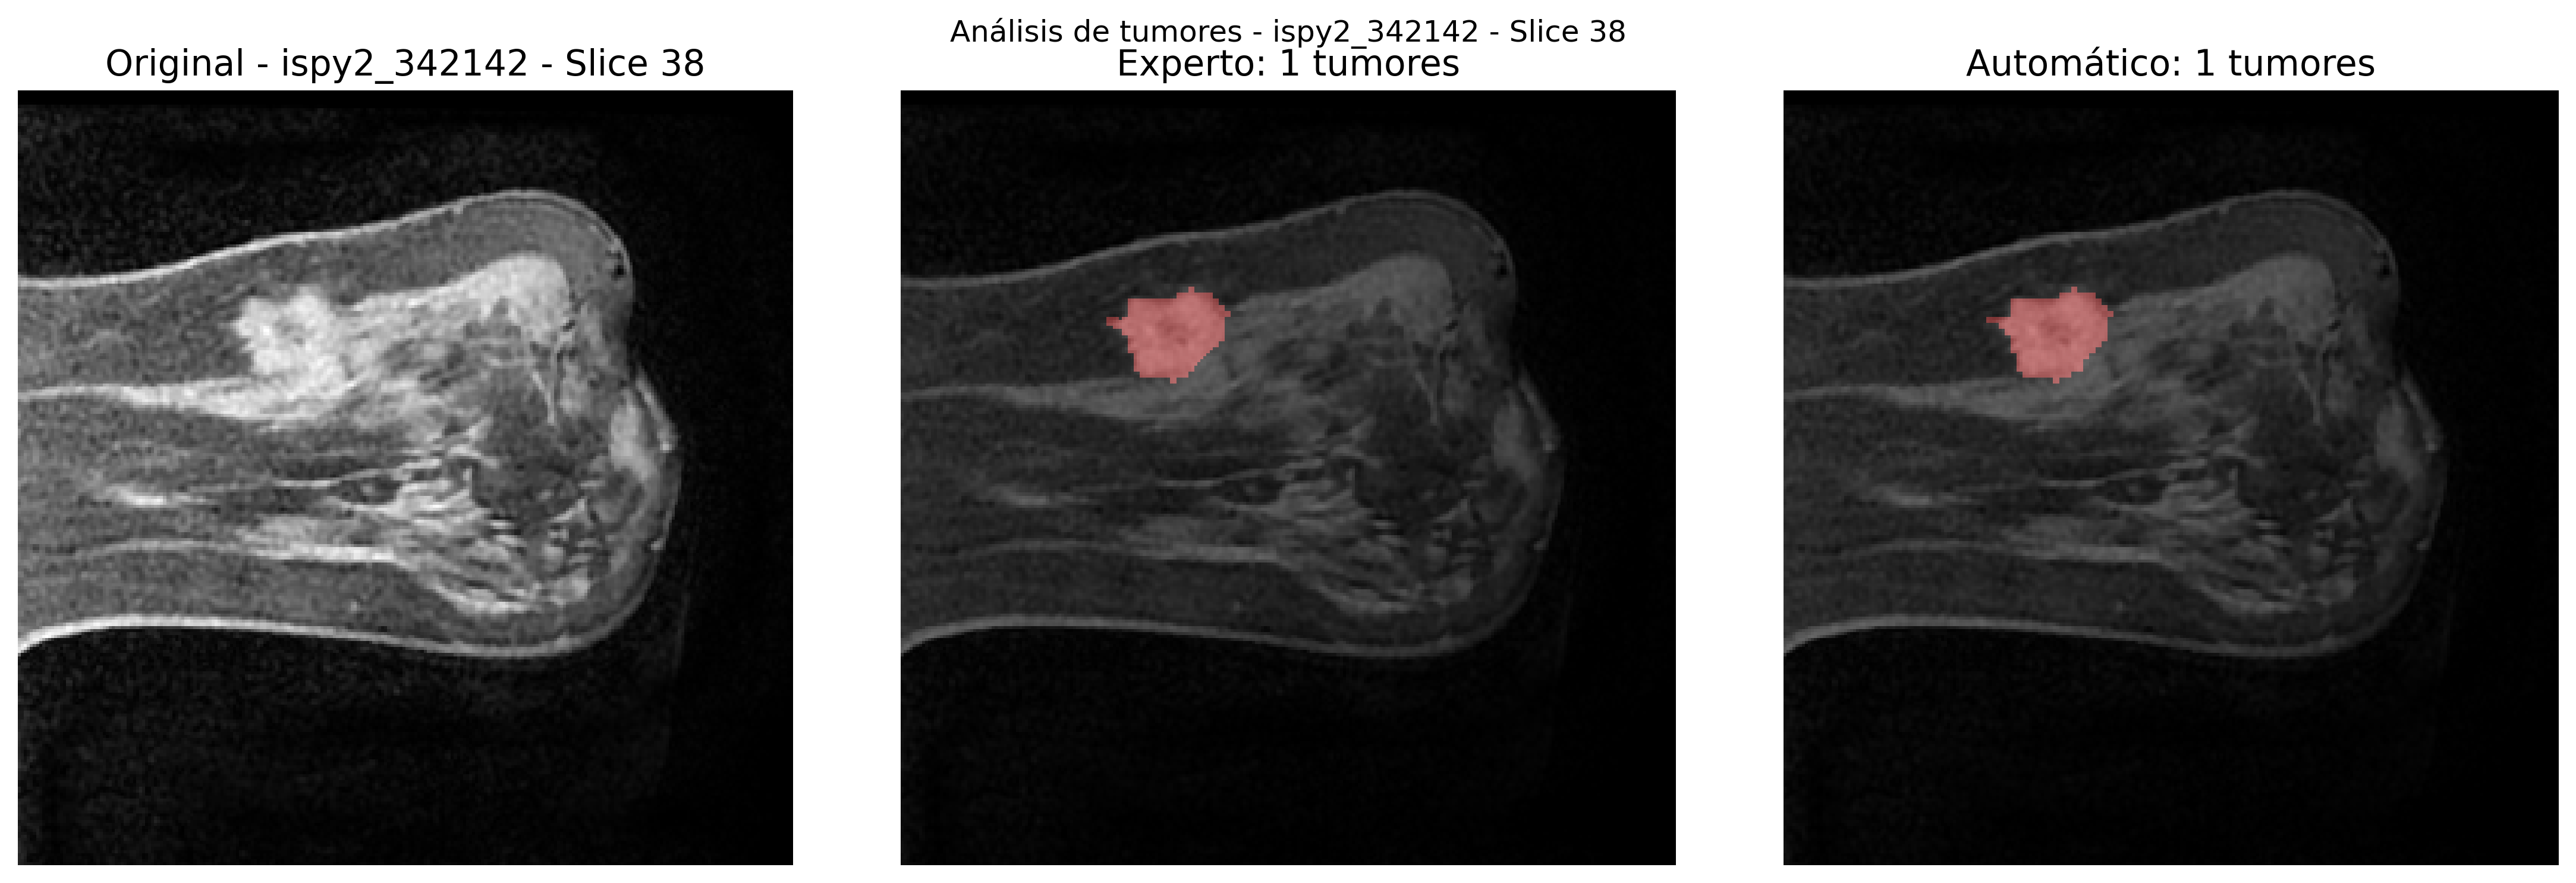 Análisis de tumores - ispy2_342142 - Slice 38
Original - ispy2_342142 - Slice 38
Experto: 1 tumores
Automático: 1 tumores